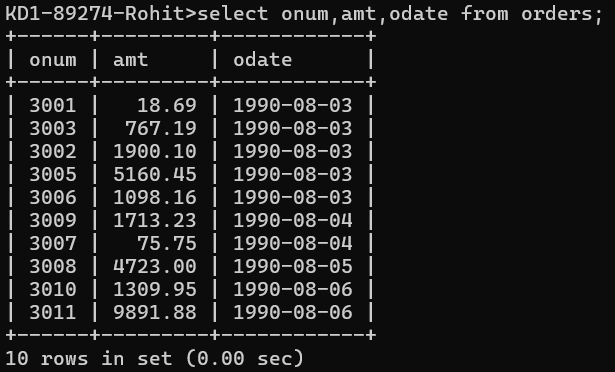 KD1-89274-Rohit>select onum,amt,odate from orders;
+------+---------+------------+
| onum | amt     | odate      |
+------+---------+------------+
| 3001 |   18.69 | 1990-08-03 |
| 3003 |  767.19 | 1990-08-03 |
| 3002 | 1900.10 | 1990-08-03 |
| 3005 | 5160.45 | 1990-08-03 |
| 3006 | 1098.16 | 1990-08-03 |
| 3009 | 1713.23 | 1990-08-04 |
| 3007 |   75.75 | 1990-08-04 |
| 3008 | 4723.00 | 1990-08-05 |
| 3010 | 1309.95 | 1990-08-06 |
| 3011 | 9891.88 | 1990-08-06 |
+------+---------+------------+
10 rows in set (0.00 sec)